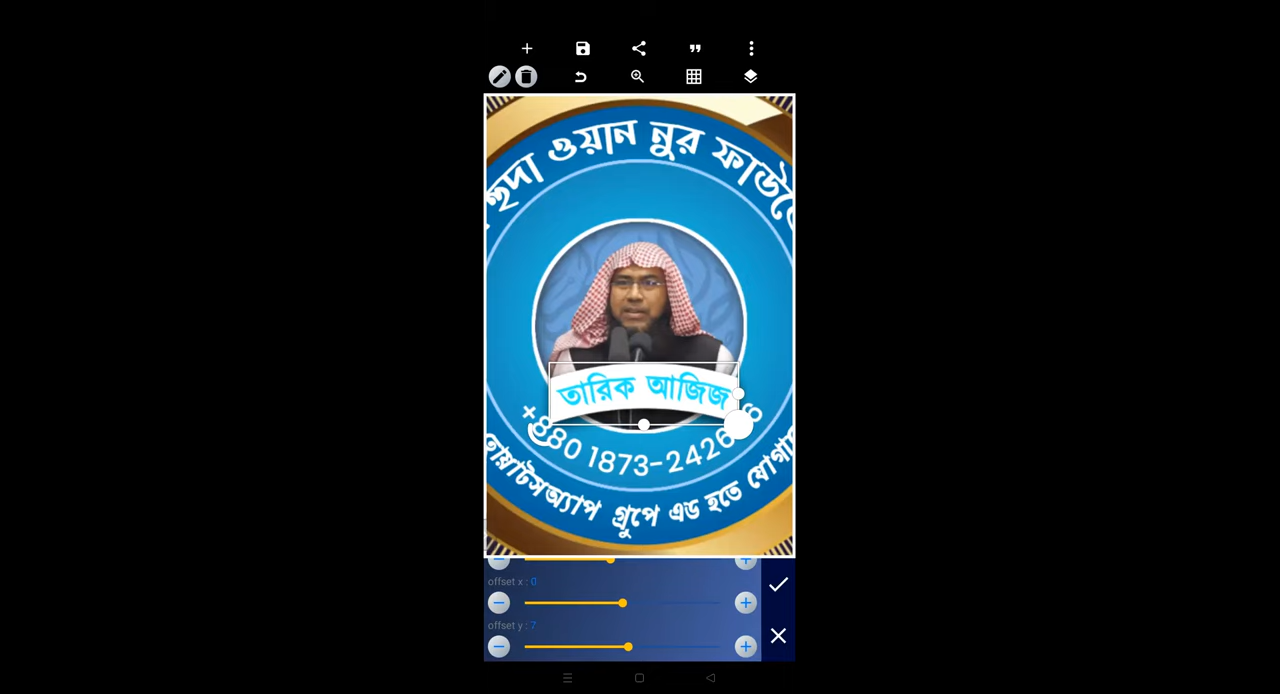 হুদা ওয়ান নুর ফাউন্ডে
তারিক আজিজ
+880 1873-2426
হোয়াটসঅ্যাপ গ্রুপে এড হতে যোগা
offset x : 0
offset y : 7